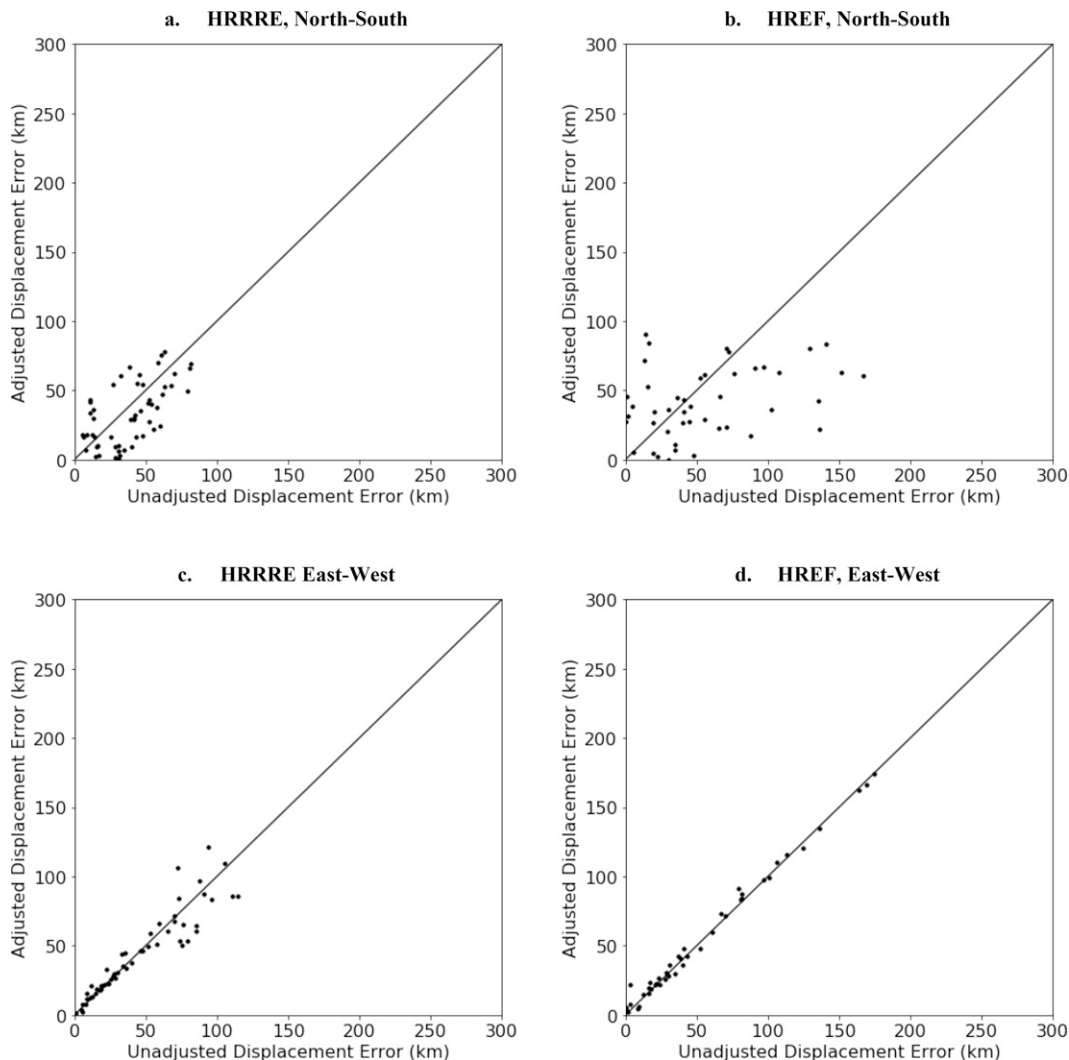 a. HRRRE, North-South
b. HREF, North-South
300
250
200
150
100
50
0
Adjusted Displacement Error (km)
0 50 100 150 200 250 300
Unadjusted Displacement Error (km)
300
250
200
150
100
50
0
Adjusted Displacement Error (km)
0 50 100 150 200 250 300
Unadjusted Displacement Error (km)
c. HRRRE East-West
d. HREF, East-West
300
250
200
150
100
50
0
Adjusted Displacement Error (km)
0 50 100 150 200 250 300
Unadjusted Displacement Error (km)
300
250
200
150
100
50
0
Adjusted Displacement Error (km)
0 50 100 150 200 250 300
Unadjusted Displacement Error (km)